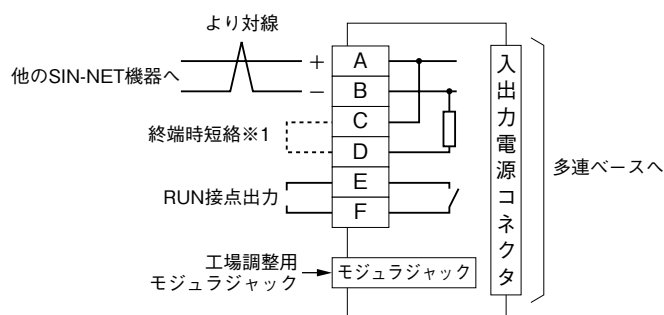 より対線
他のSIN-NET機器へ
+
−
A
B
C
D
E
F
終端時短絡※1
RUN接点出力
工場調整用
モジュラジャック
モジュラジャック
入出力電源コネクタ
多連ベースへ